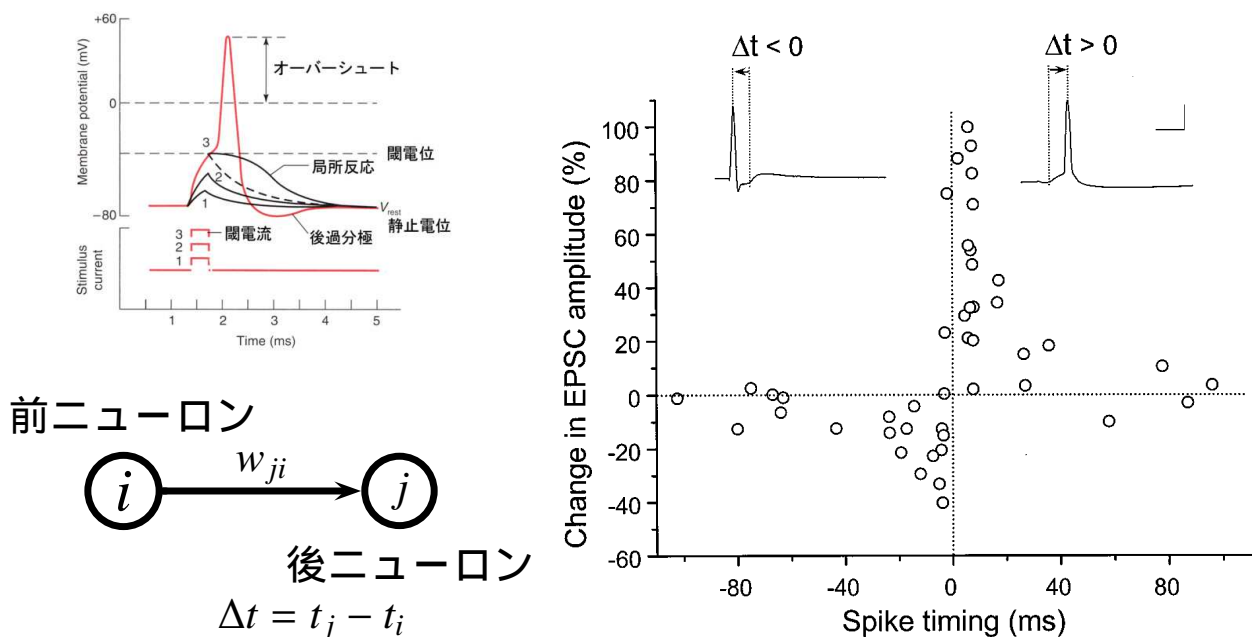 +60
0
−80
Membrane potential (mV)
オーバーシュート
閾電位
局所反応
3
2
1
Vrest
静止電位
後過分極
閾電流
3
2
1
Stimulus current
1 2 3 4 5
Time (ms)
前ニューロン
i
wji
j
後ニューロン
Δt = tj − ti
Δt < 0
Δt > 0
Change in EPSC amplitude (%)
100
80
60
40
20
0
-20
-40
-60
-80 -40 0 40 80
Spike timing (ms)